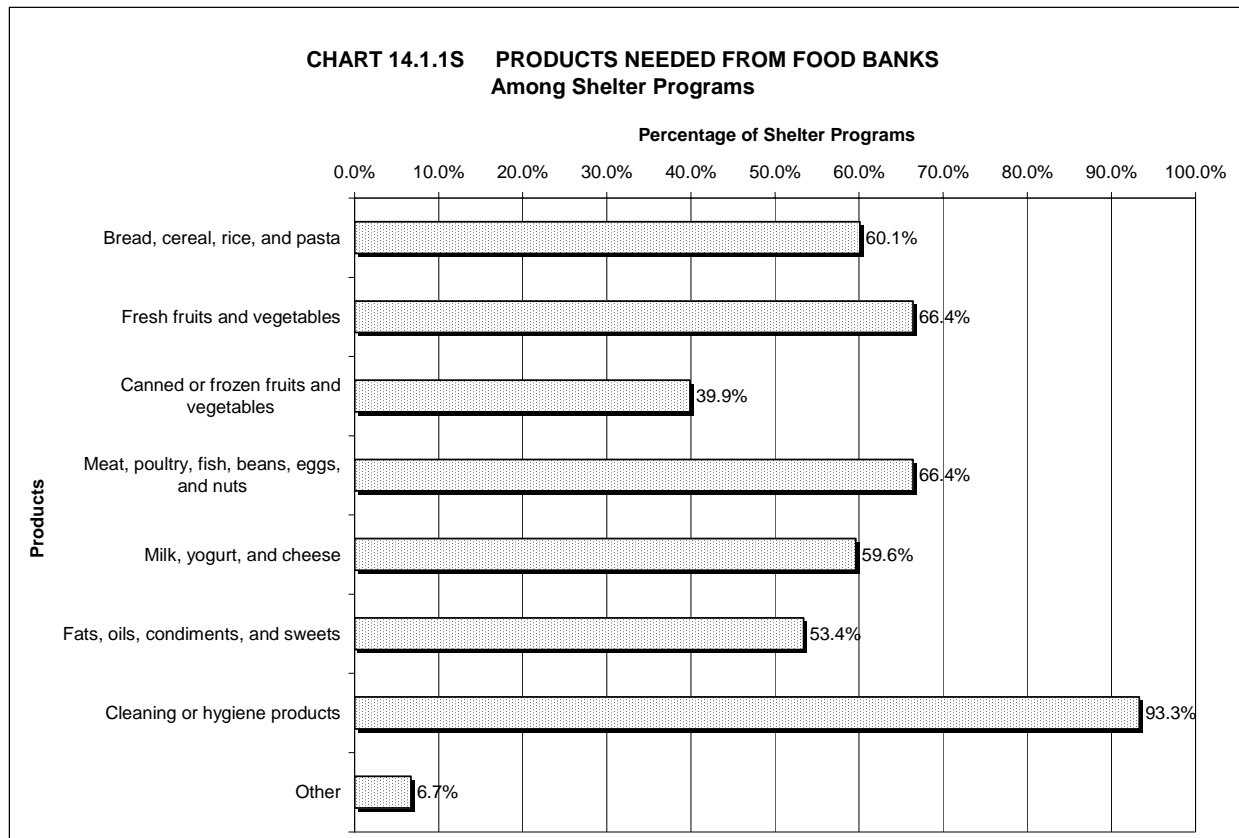 CHART 14.1.1S PRODUCTS NEEDED FROM FOOD BANKS
Among Shelter Programs
Percentage of Shelter Programs
0.0% 10.0% 20.0% 30.0% 40.0% 50.0% 60.0% 70.0% 80.0% 90.0% 100.0%
Products
Bread, cereal, rice, and pasta 60.1%
Fresh fruits and vegetables 66.4%
Canned or frozen fruits and
vegetables 39.9%
Meat, poultry, fish, beans, eggs,
and nuts 66.4%
Milk, yogurt, and cheese 59.6%
Fats, oils, condiments, and sweets 53.4%
Cleaning or hygiene products 93.3%
Other 6.7%